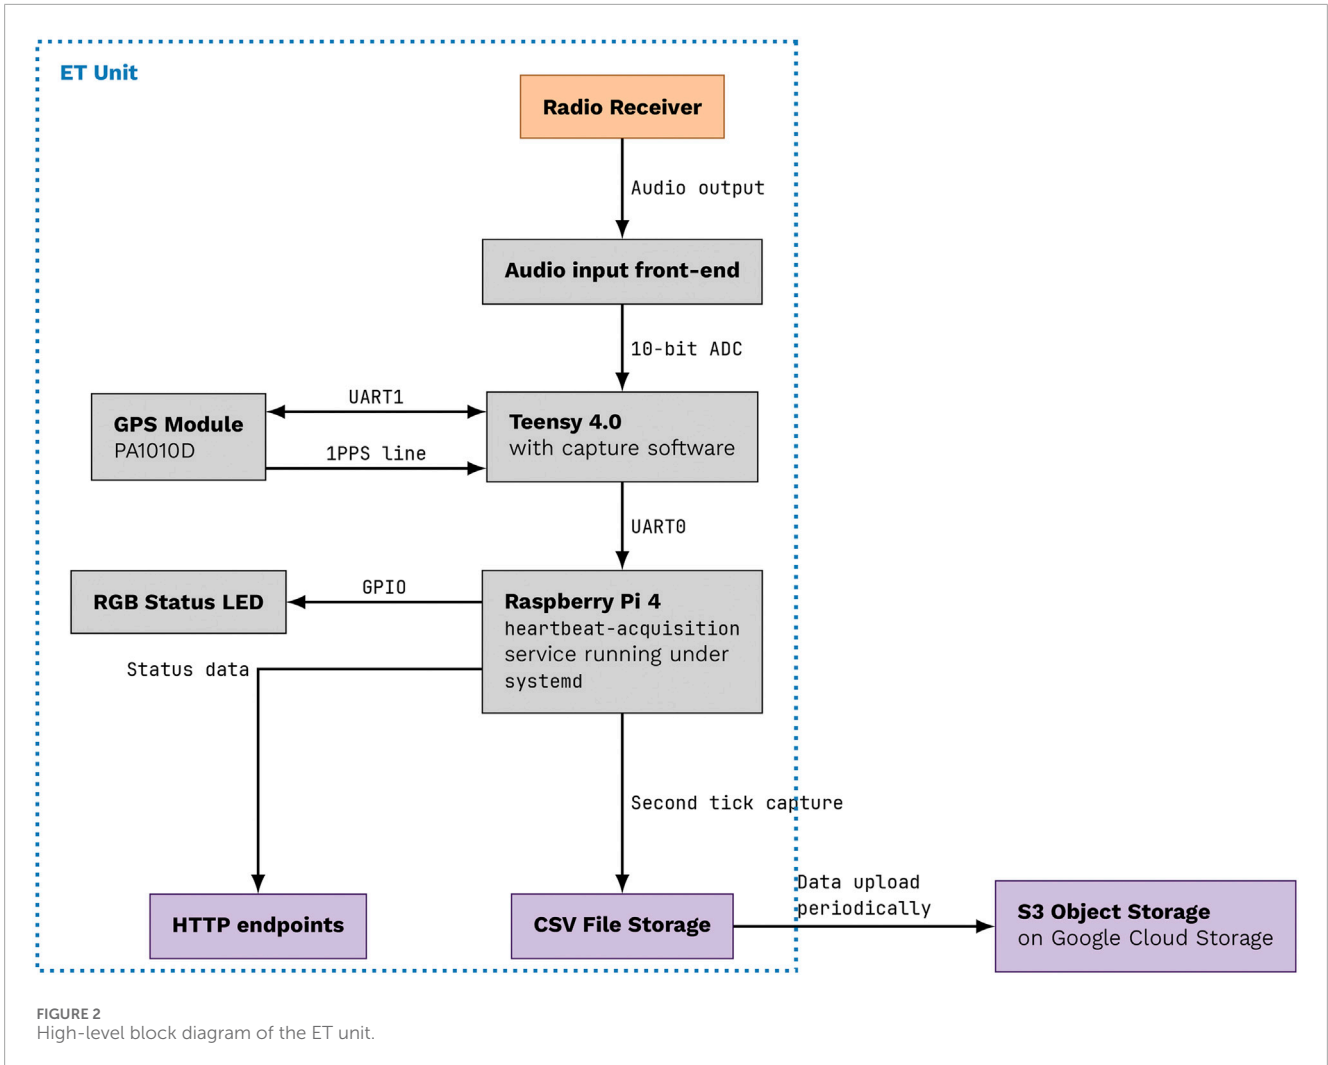 ET Unit
Radio Receiver
Audio output
Audio input front-end
10-bit ADC
GPS Module
PA1010D
UART1
1PPS line
Teensy 4.0
with capture software
UART0
RGB Status LED
GPIO
Raspberry Pi 4
heartbeat-acquisition
service running under
systemd
Status data
Second tick capture
HTTP endpoints
CSV File Storage
Data upload
periodically
S3 Object Storage
on Google Cloud Storage
FIGURE 2
High-level block diagram of the ET unit.